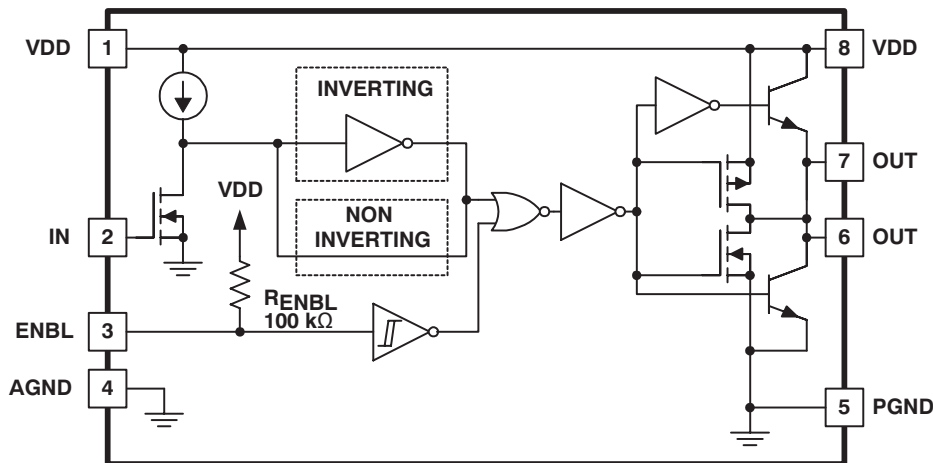 VDD 1
8 VDD
INVERTING
7 OUT
VDD
NON
INVERTING
IN 2
6 OUT
RENBL
100 kΩ
ENBL 3
AGND 4
5 PGND